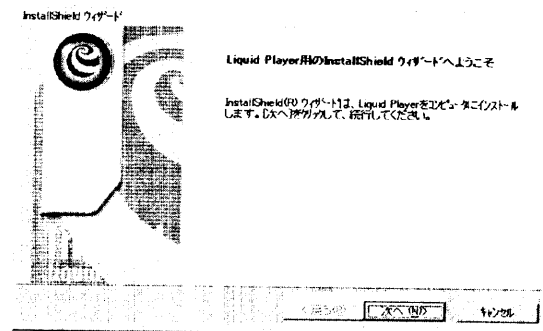 InstallShield ウィザード
Liquid Player用のInstallShield ウィザードへようこそ
InstallShield(R) ウィザードは、Liquid Playerをコンピュータにインストール
します。[次へ]をクリックして、続行してください。
< 戻る(B)
次へ(N)>
キャンセル